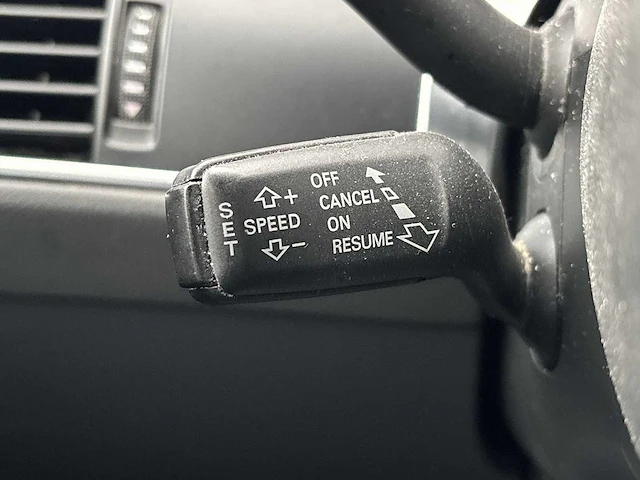 SET
+
SPEED
−
OFF
CANCEL
ON
RESUME